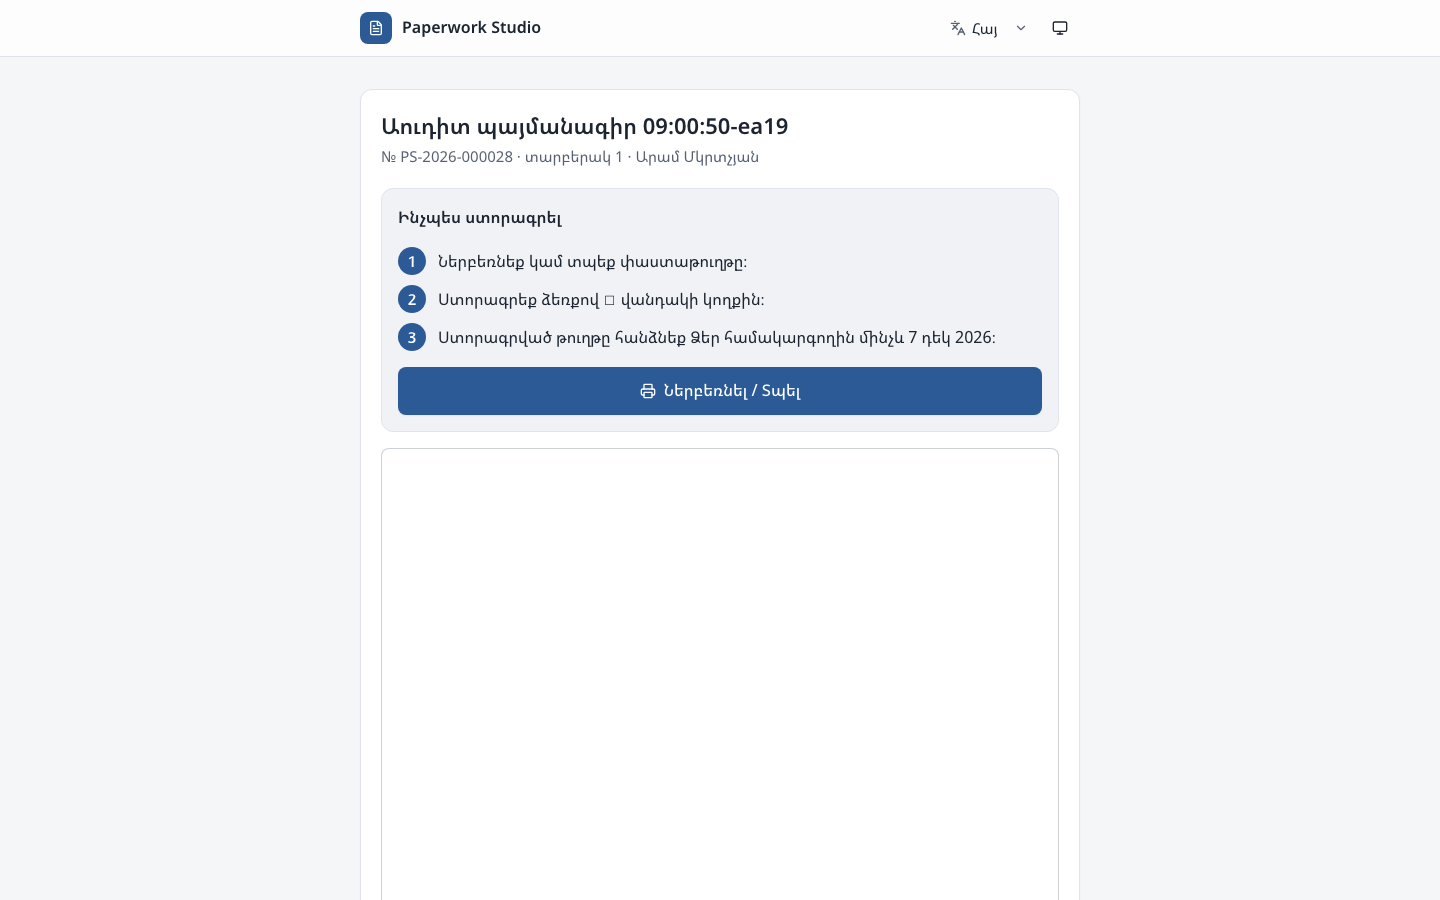 Paperwork Studio
Հայ
Աուդիտ պայմանագիր 09:00:50-ea19
№ PS-2026-000028 · տարբերակ 1 · Արամ Մկրտչյան
Ինչպես ստորագրել
1 Ներբեռնեք կամ տպեք փաստաթուղթը։
2 Ստորագրեք ձեռքով □ վանդակի կողքին։
3 Ստորագրված թուղթը հանձնեք Ձեր համակարգողին մինչև 7 դեկ 2026։
Ներբեռնել / Տպել